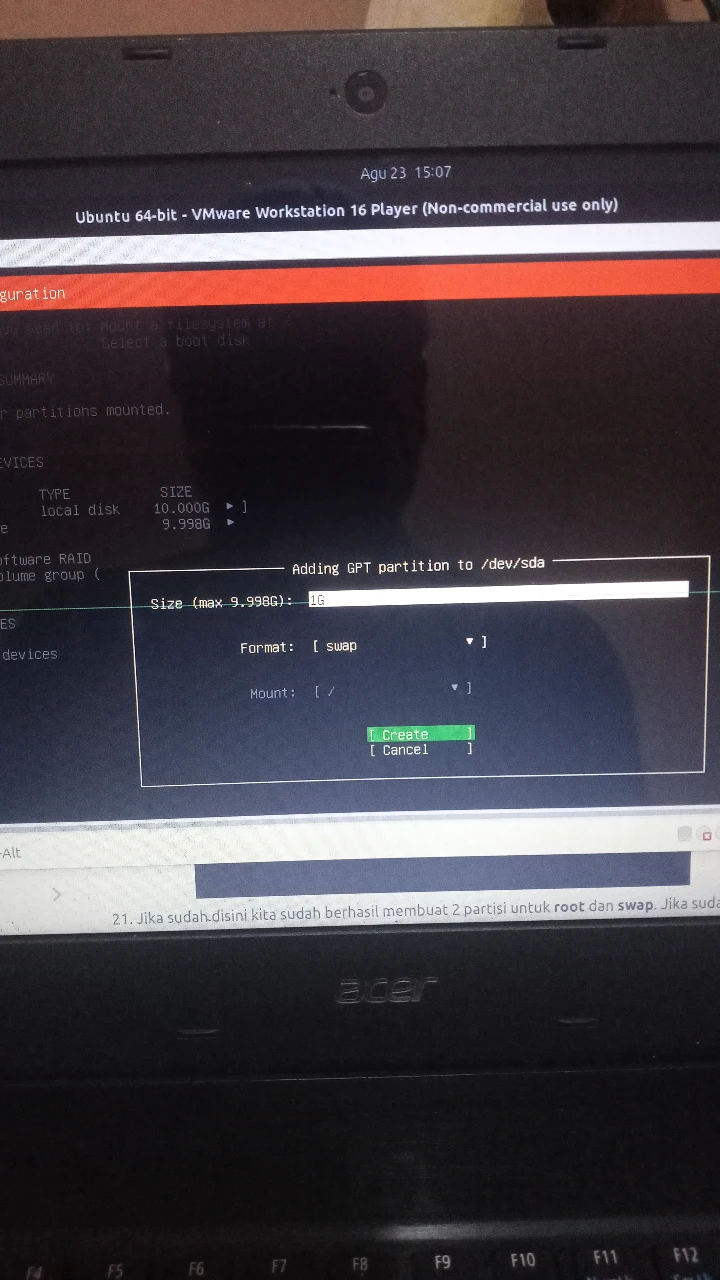 Agu 23 15:07
Ubuntu 64-bit - VMware Workstation 16 Player (Non-commercial use only)
guration
Mount a filesystem at
Select a boot disk
SUMMARY
r partitions mounted.
EVICES
TYPE SIZE
local disk 10.000G ▸ ]
e 9.998G ▸
oftware RAID
olume group (
Adding GPT partition to /dev/sda
Size (max 9.998G): 1G
ES
devices
Format: [ swap ▾ ]
Mount: [ / ▾ ]
[ Create ]
[ Cancel ]
-Alt
21. Jika sudah disini kita sudah berhasil membuat 2 partisi untuk root dan swap. Jika suda
acer
F4 F5 F6 F7 F8 F9 F10 F11 F12